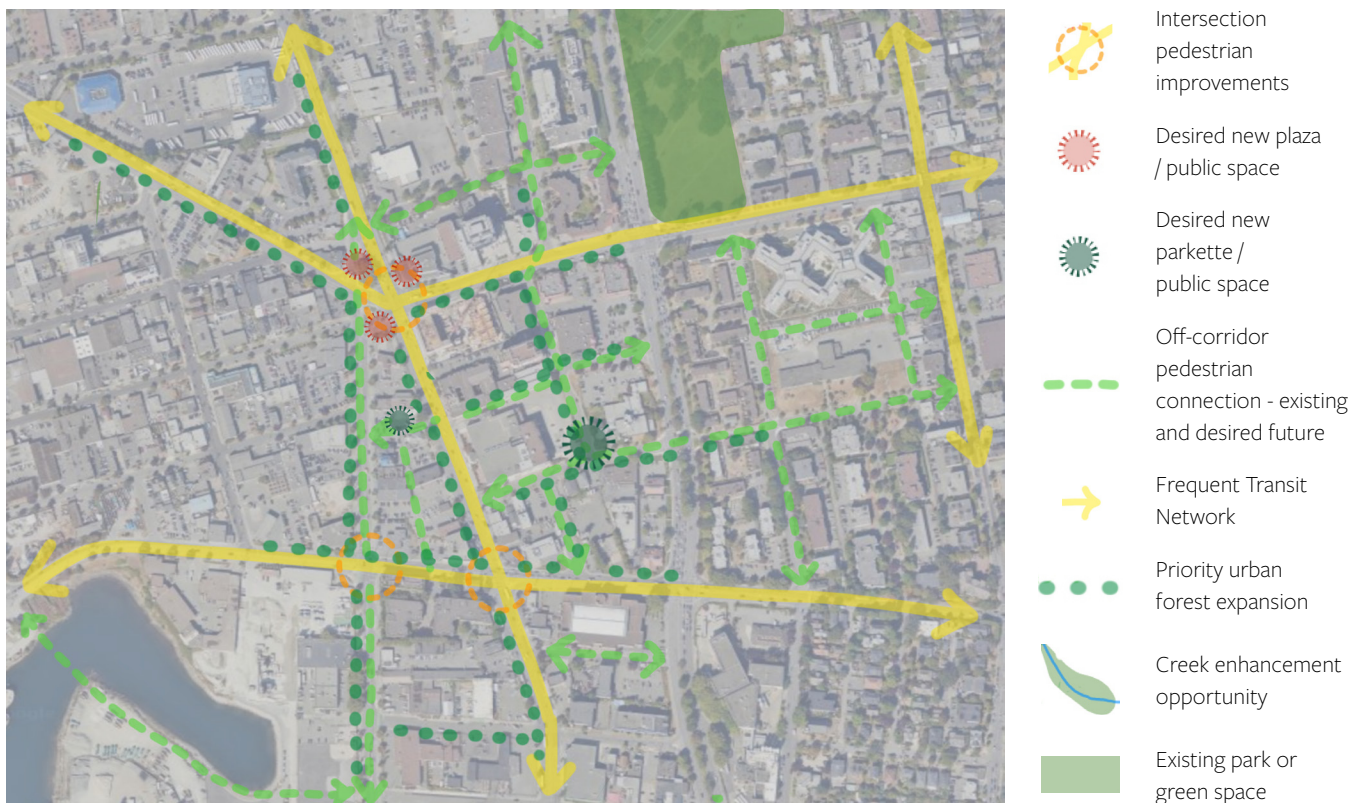 Intersection
pedestrian
improvements
Desired new plaza
/ public space
Desired new
parkette /
public space
Off-corridor
pedestrian
connection - existing
and desired future
Frequent Transit
Network
Priority urban
forest expansion
Creek enhancement
opportunity
Existing park or
green space